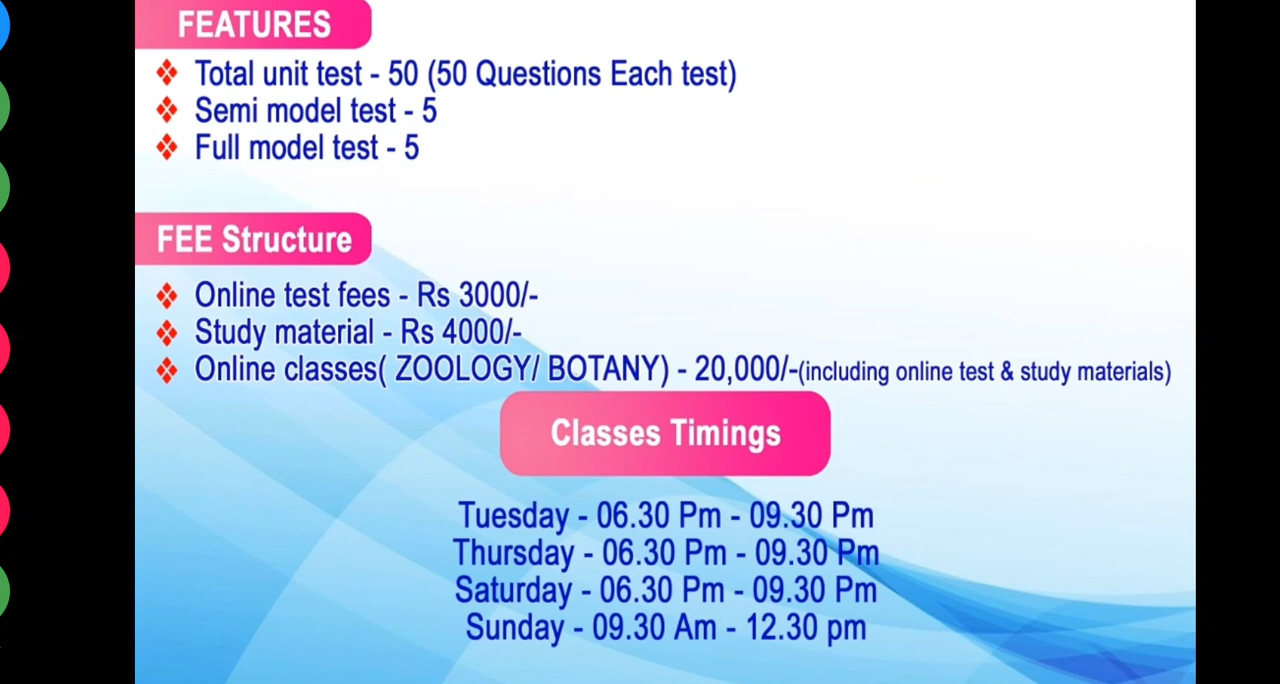 FEATURES
Total unit test - 50 (50 Questions Each test)
Semi model test - 5
Full model test - 5
FEE Structure
Online test fees - Rs 3000/-
Study material - Rs 4000/-
Online classes( ZOOLOGY/ BOTANY) - 20,000/-(including online test & study materials)
Classes Timings
Tuesday - 06.30 Pm - 09.30 Pm
Thursday - 06.30 Pm - 09.30 Pm
Saturday - 06.30 Pm - 09.30 Pm
Sunday - 09.30 Am - 12.30 pm